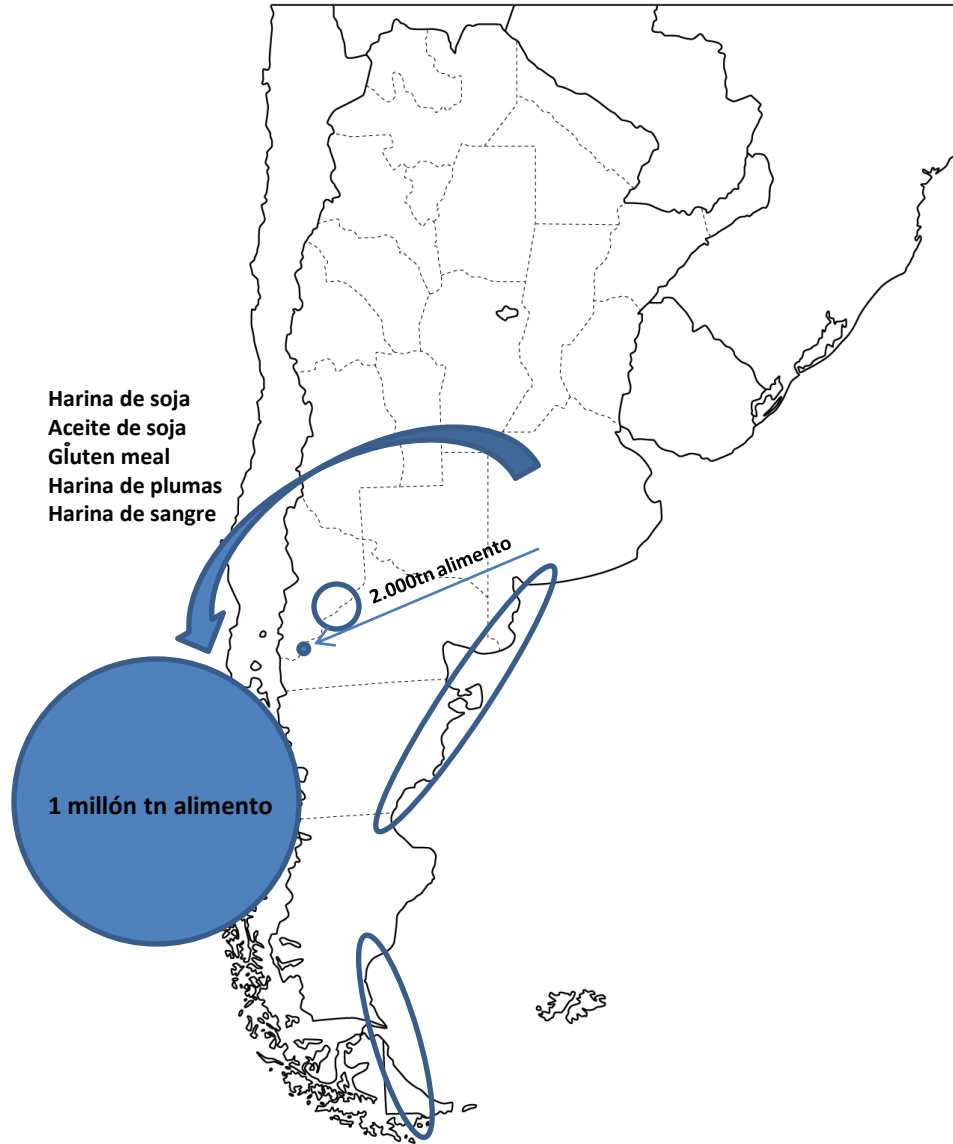 Harina de soja
Aceite de soja
Gluten meal
Harina de plumas
Harina de sangre
2.000tn alimento
1 millón tn alimento